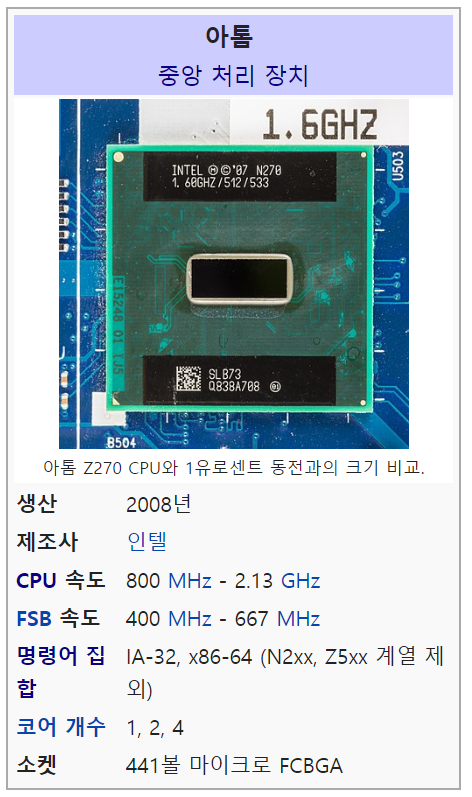 아톰
중앙 처리 장치
1.6GHZ
U503
INTEL Ⓜ©'07 N270
1.60GHZ/512/533
E15248 01 IJ5
SLB73
Q838A708 e1
B504
아톰 Z270 CPU와 1유로센트 동전과의 크기 비교.
생산 2008년
제조사 인텔
CPU 속도 800 MHz - 2.13 GHz
FSB 속도 400 MHz - 667 MHz
명령어 집합 IA-32, x86-64 (N2xx, Z5xx 계열 제외)
코어 개수 1, 2, 4
소켓 441볼 마이크로 FCBGA